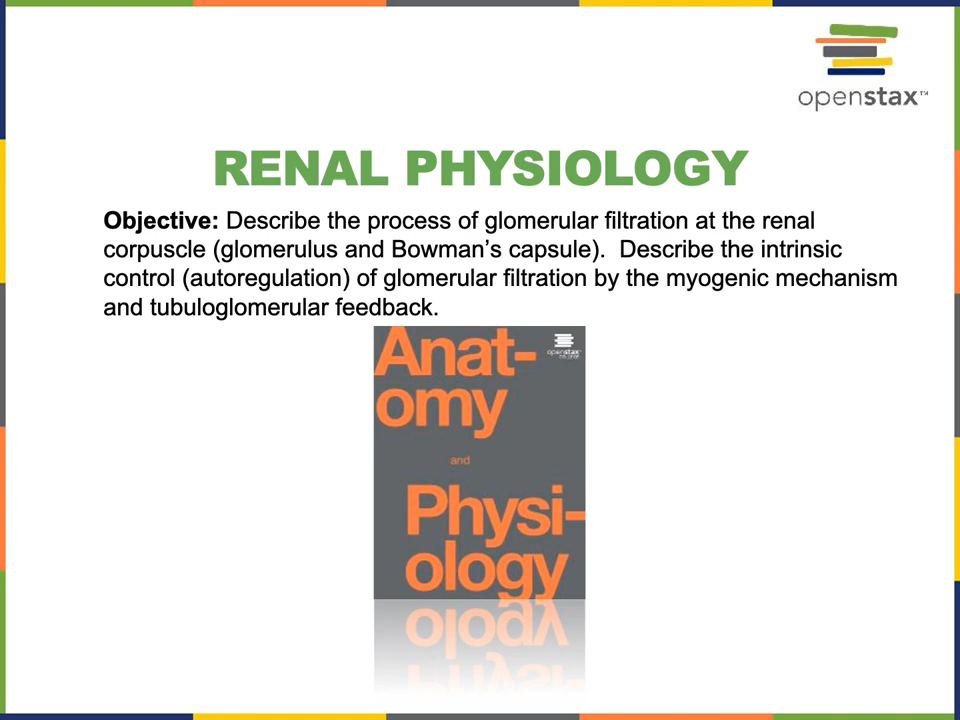 openstax™
RENAL PHYSIOLOGY
Objective: Describe the process of glomerular filtration at the renal
corpuscle (glomerulus and Bowman’s capsule).  Describe the intrinsic
control (autoregulation) of glomerular filtration by the myogenic mechanism
and tubuloglomerular feedback.
Anat-
openstax
omy
and
Physi-
ology